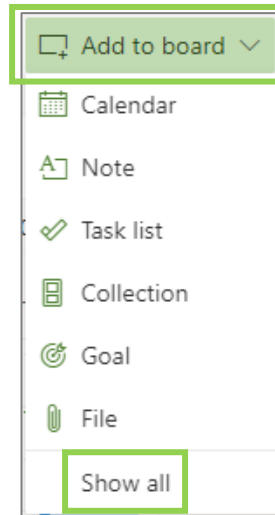 Add to board
Calendar
Note
Task list
Collection
Goal
File
Show all